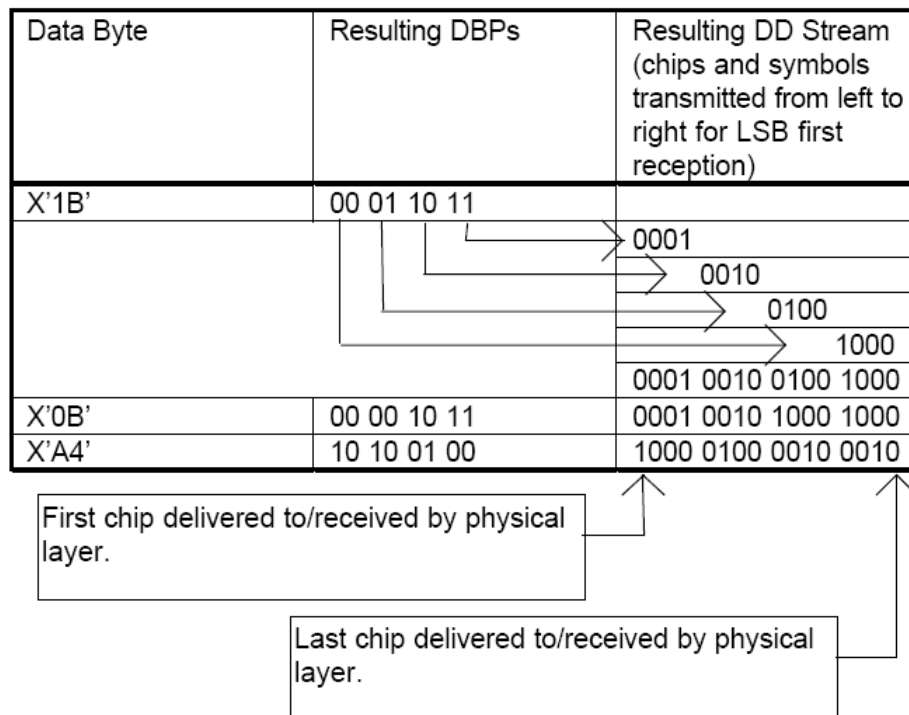 Data Byte
Resulting DBPs
Resulting DD Stream
(chips and symbols
transmitted from left to
right for LSB first
reception)
X’1B’
00 01 10 11
0001
0010
0100
1000
0001 0010 0100 1000
X’0B’
00 00 10 11
0001 0010 1000 1000
X’A4’
10 10 01 00
1000 0100 0010 0010
First chip delivered to/received by physical
layer.
Last chip delivered to/received by physical
layer.